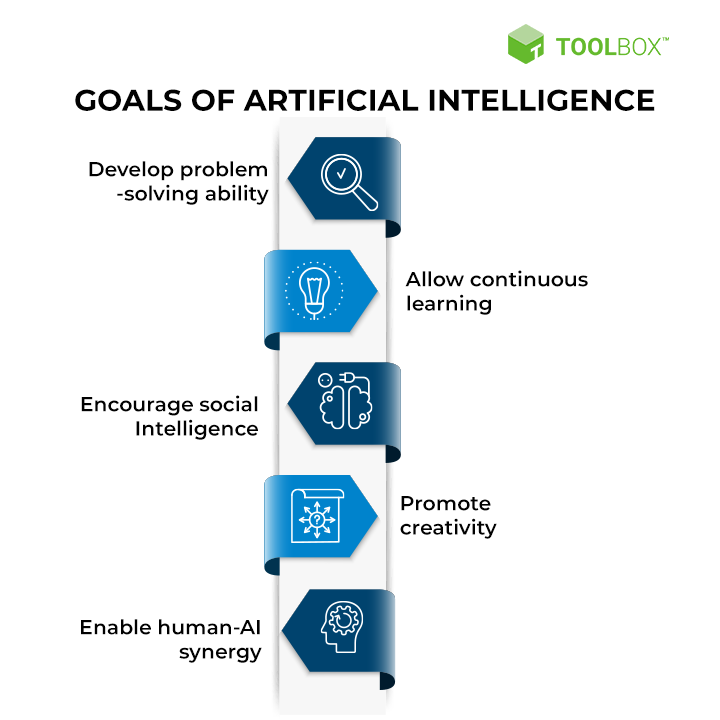 TOOLBOX™
GOALS OF ARTIFICIAL INTELLIGENCE
Develop problem
-solving ability
Allow continuous
learning
Encourage social
Intelligence
Promote
creativity
Enable human-AI
synergy